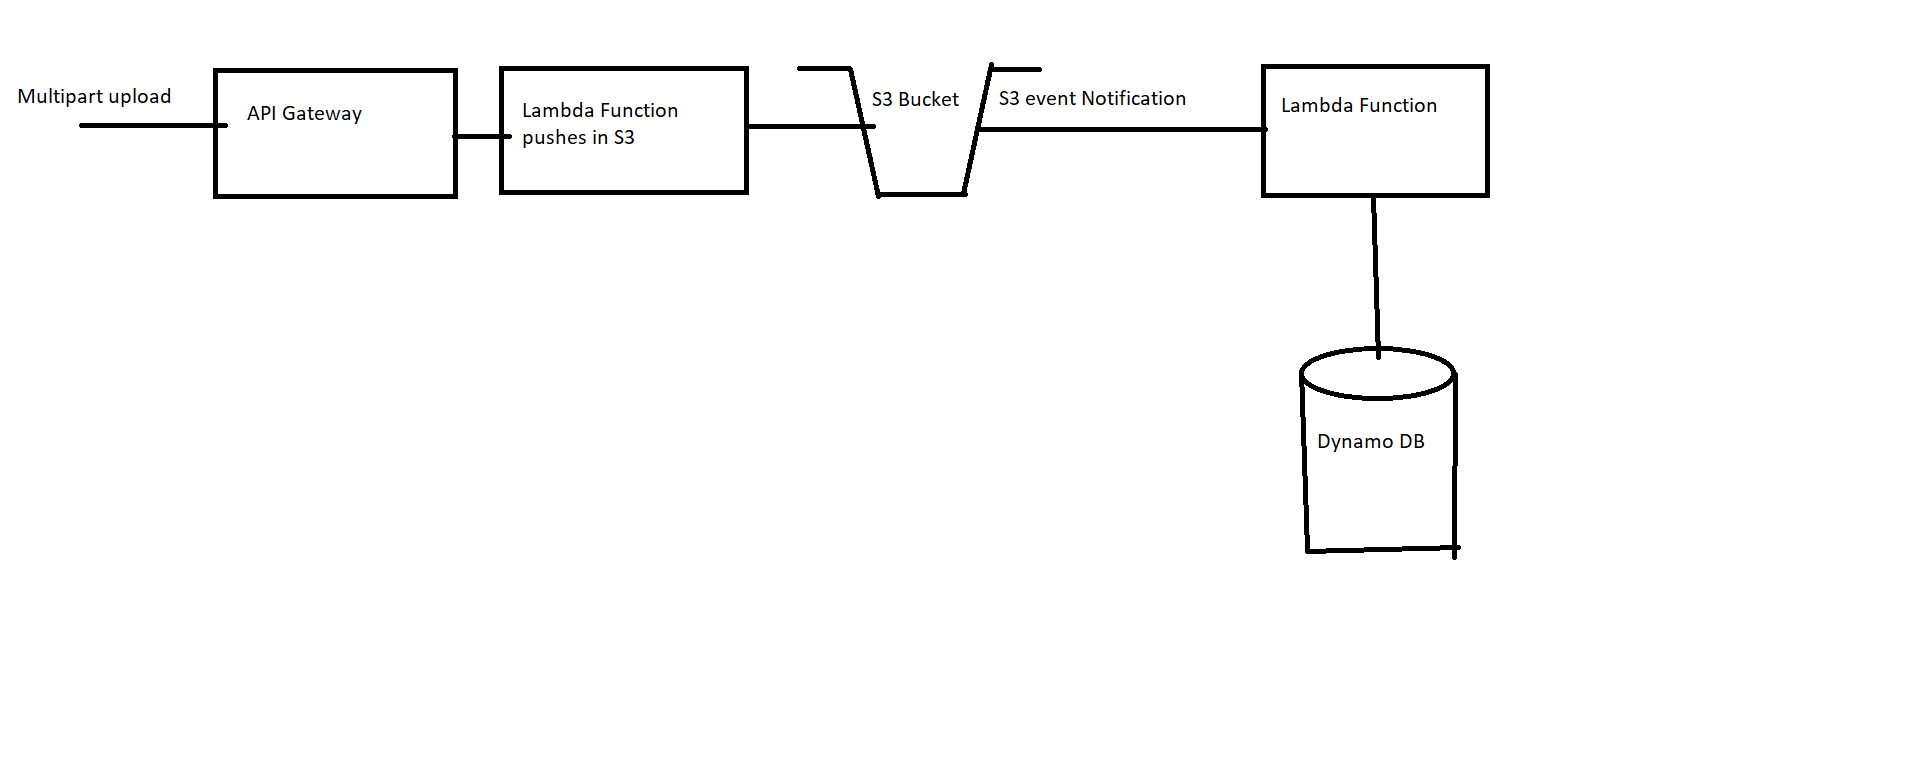 Multipart upload
API Gateway
Lambda Function
pushes in S3
S3 Bucket
S3 event Notification
Lambda Function
Dynamo DB